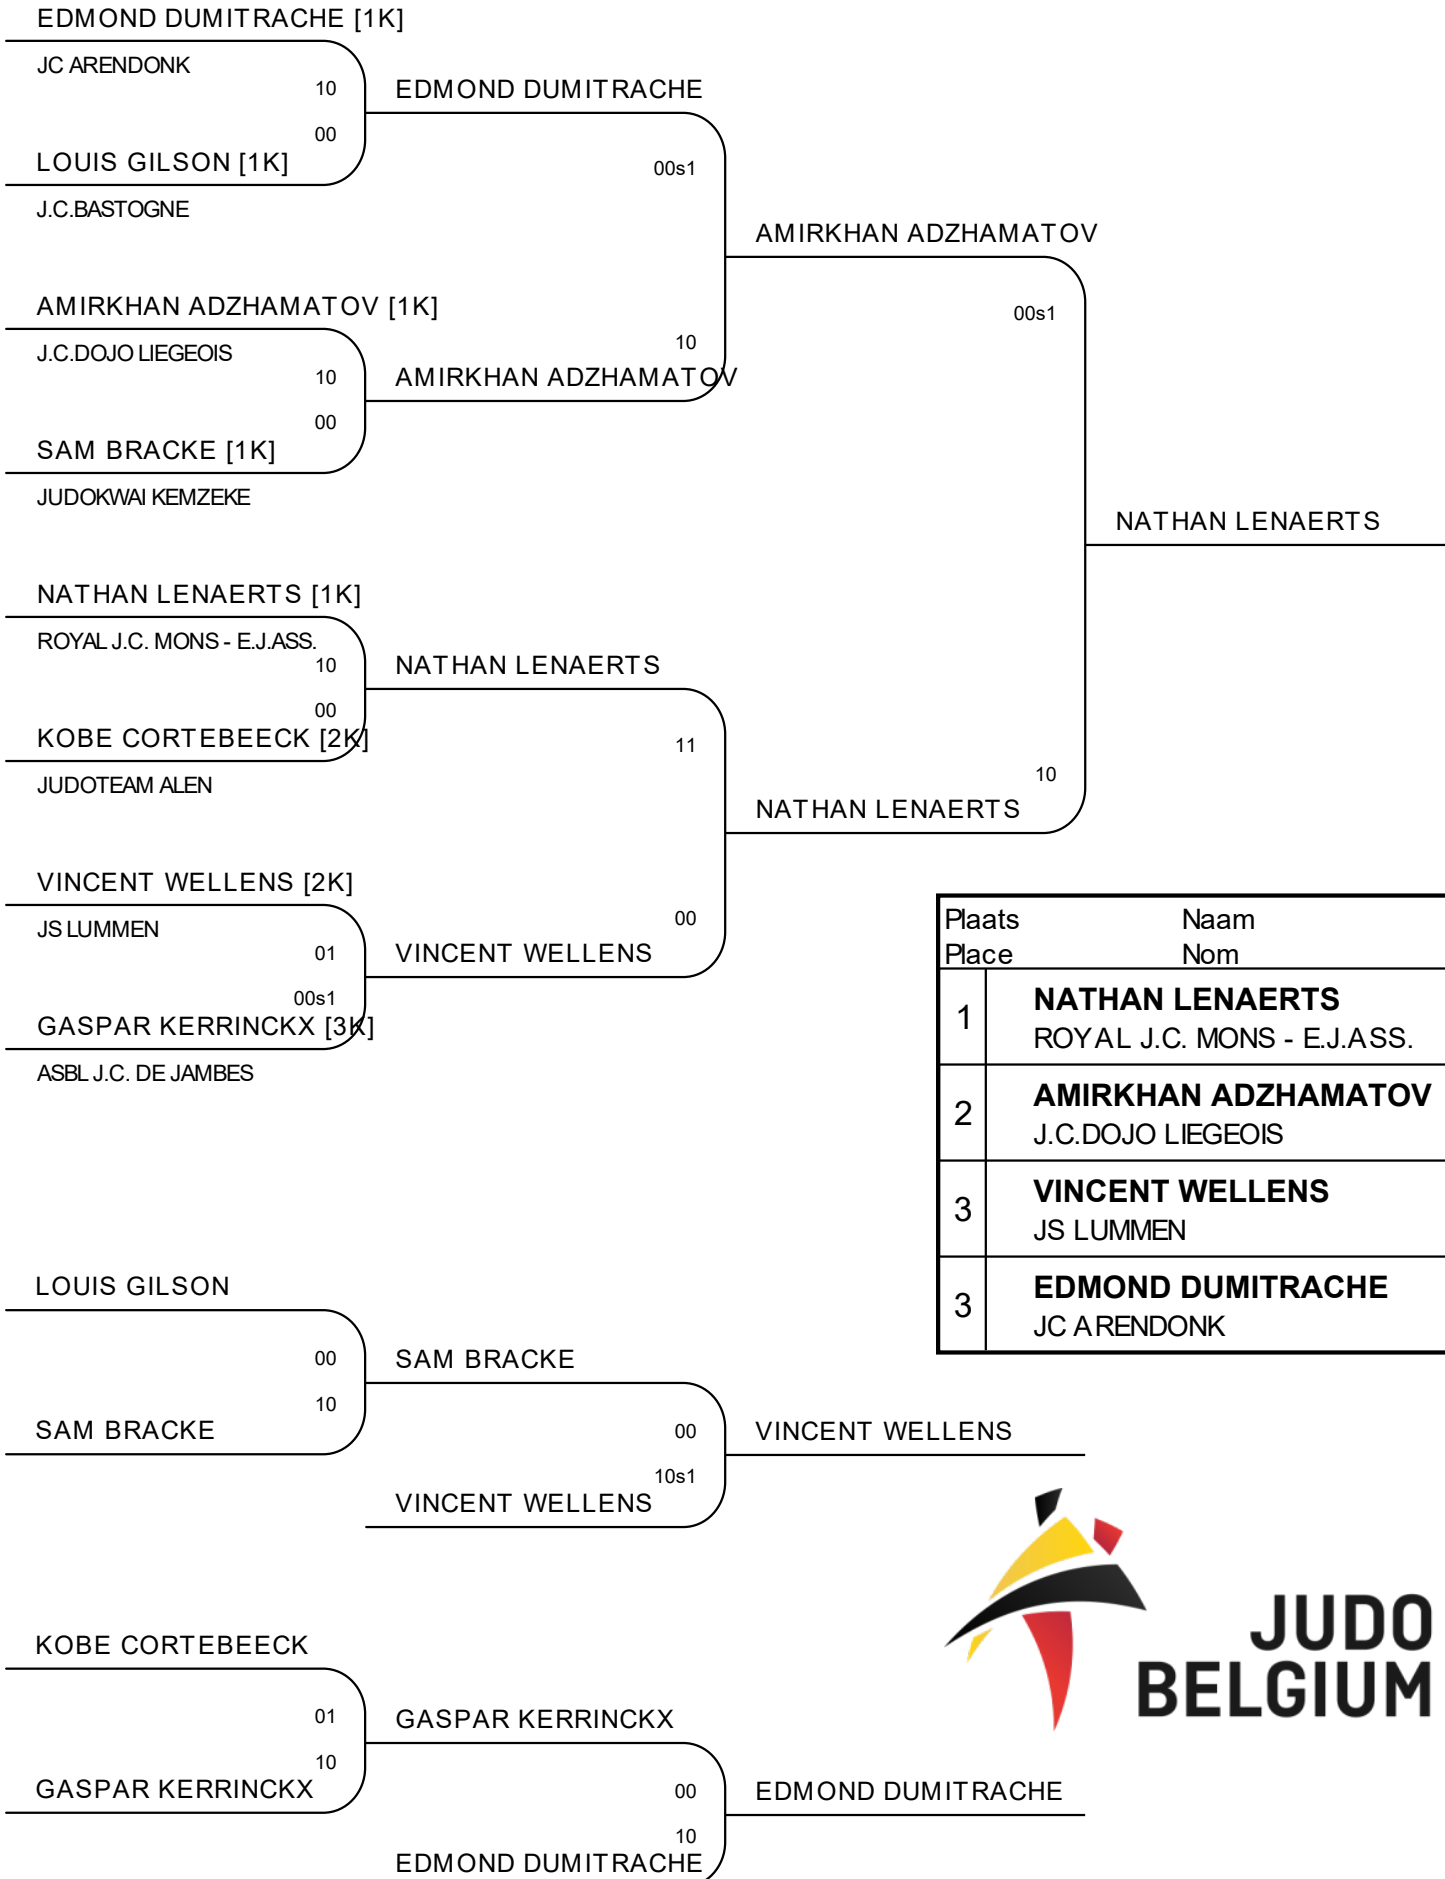 EDMOND DUMITRACHE [1K]
JC ARENDONK
10
EDMOND DUMITRACHE
00
LOUIS GILSON [1K]
00s1
J.C.BASTOGNE
AMIRKHAN ADZHAMATOV
AMIRKHAN ADZHAMATOV [1K]
00s1
J.C.DOJO LIEGEOIS
10
10
AMIRKHAN ADZHAMATOV
00
SAM BRACKE [1K]
JUDOKWAI KEMZEKE
NATHAN LENAERTS
NATHAN LENAERTS [1K]
ROYAL J.C. MONS - E.J.ASS.
10
NATHAN LENAERTS
00
KOBE CORTEBEECK [2K]
11
JUDOTEAM ALEN
10
NATHAN LENAERTS
VINCENT WELLENS [2K]
JS LUMMEN
00
01
VINCENT WELLENS
00s1
GASPAR KERRINCKX [3K]
ASBL J.C. DE JAMBES
Plaats Naam
Place Nom
1 NATHAN LENAERTS
ROYAL J.C. MONS - E.J.ASS.
2 AMIRKHAN ADZHAMATOV
J.C.DOJO LIEGEOIS
3 VINCENT WELLENS
JS LUMMEN
3 EDMOND DUMITRACHE
JC ARENDONK
LOUIS GILSON
00
SAM BRACKE
10
SAM BRACKE
00
VINCENT WELLENS
10s1
VINCENT WELLENS
JUDO
BELGIUM
KOBE CORTEBEECK
01
GASPAR KERRINCKX
10
GASPAR KERRINCKX
00
EDMOND DUMITRACHE
10
EDMOND DUMITRACHE